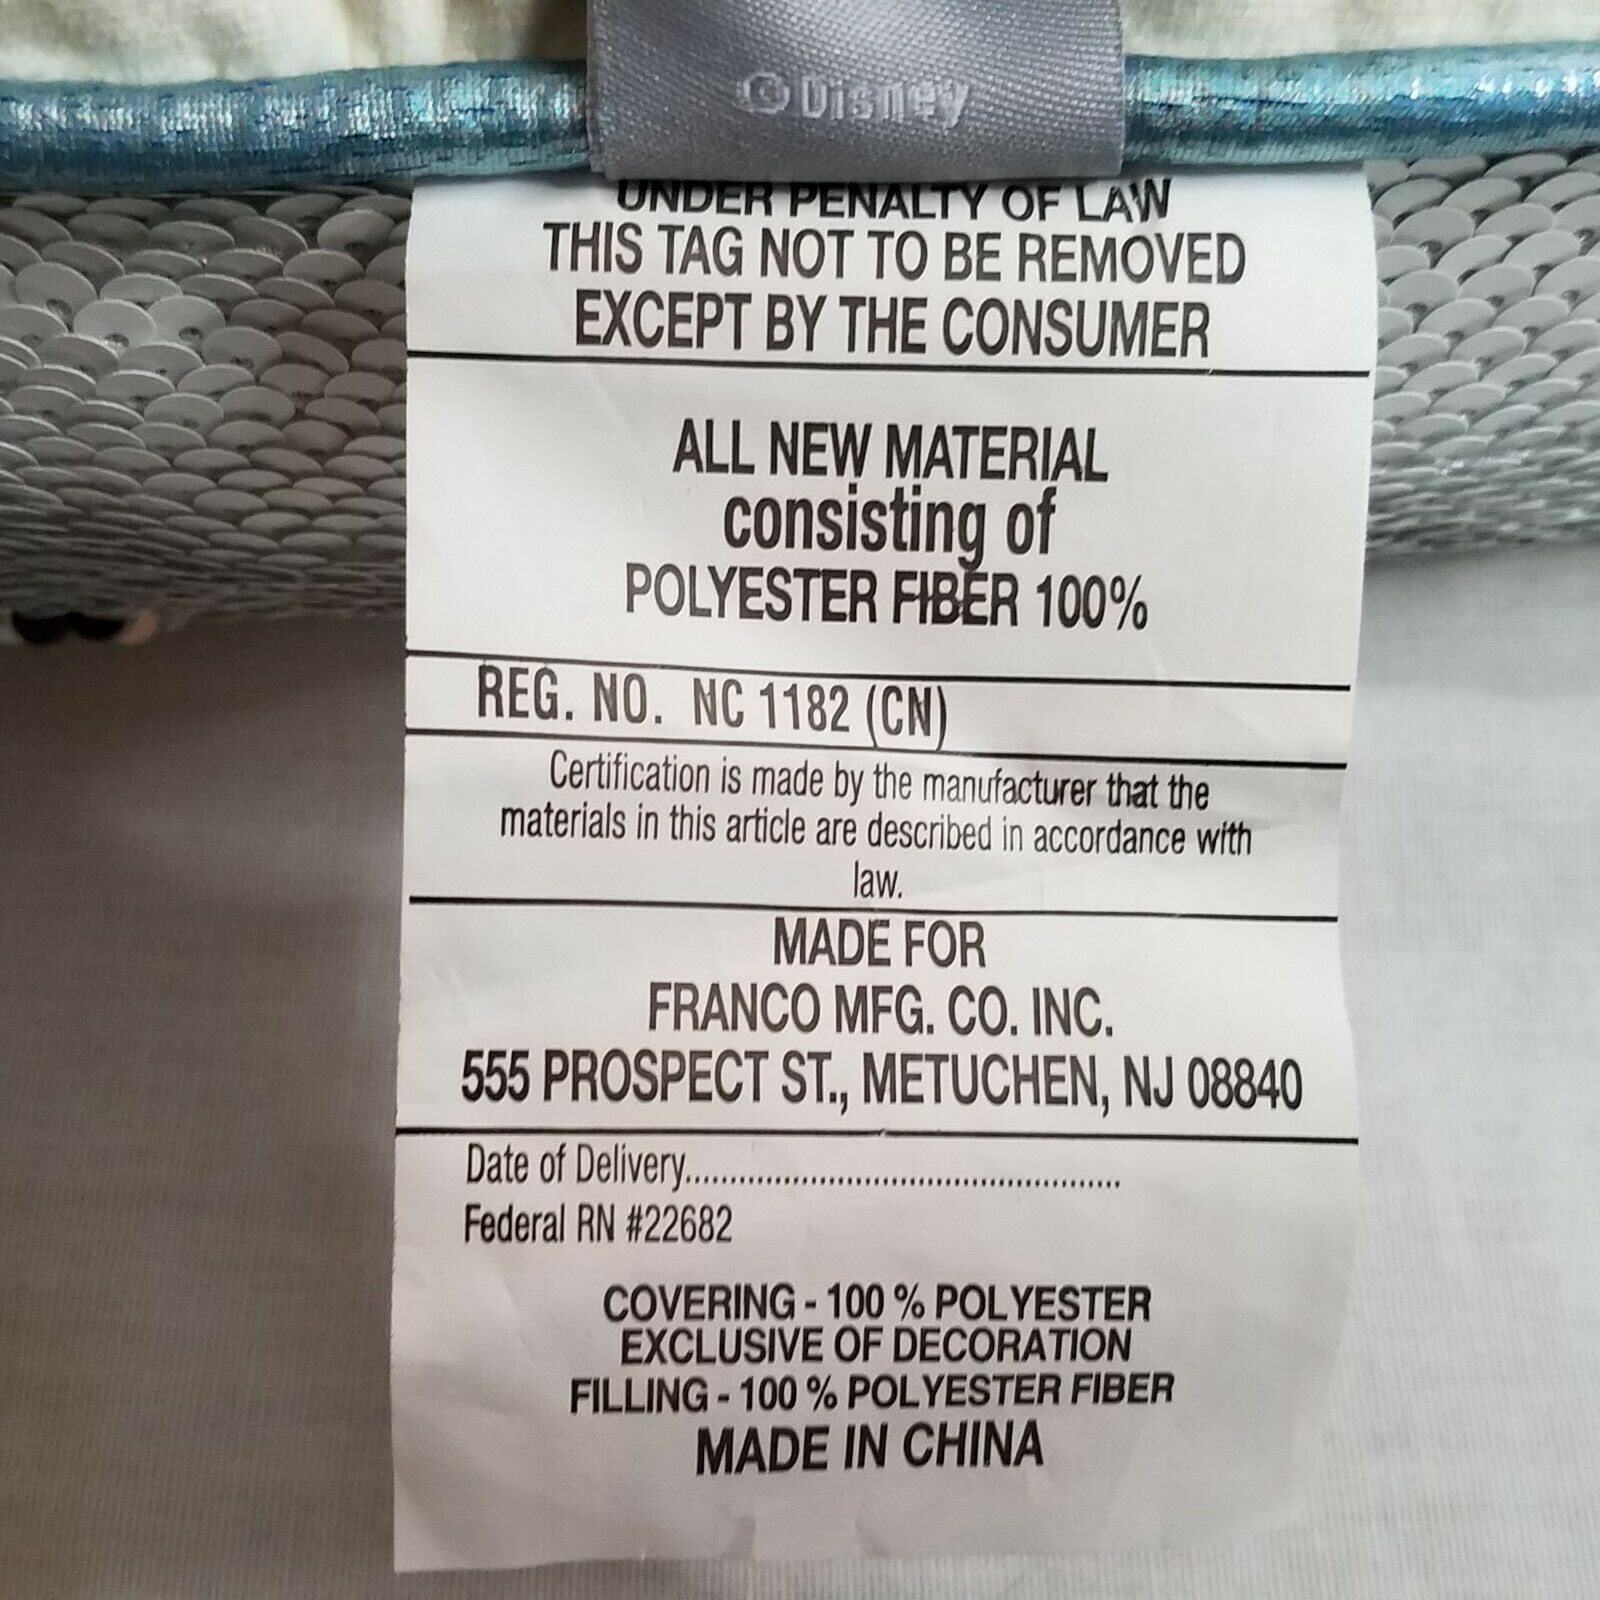 ©Disney
UNDER PENALTY OF LAW
THIS TAG NOT TO BE REMOVED
EXCEPT BY THE CONSUMER
ALL NEW MATERIAL
consisting of
POLYESTER FIBER 100%
REG. NO. NC 1182 (CN)
Certification is made by the manufacturer that the
materials in this article are described in accordance with
law.
MADE FOR
FRANCO MFG. CO. INC.
555 PROSPECT ST., METUCHEN, NJ 08840
Date of Delivery.................................................
Federal RN #22682
COVERING - 100 % POLYESTER
EXCLUSIVE OF DECORATION
FILLING - 100 % POLYESTER FIBER
MADE IN CHINA